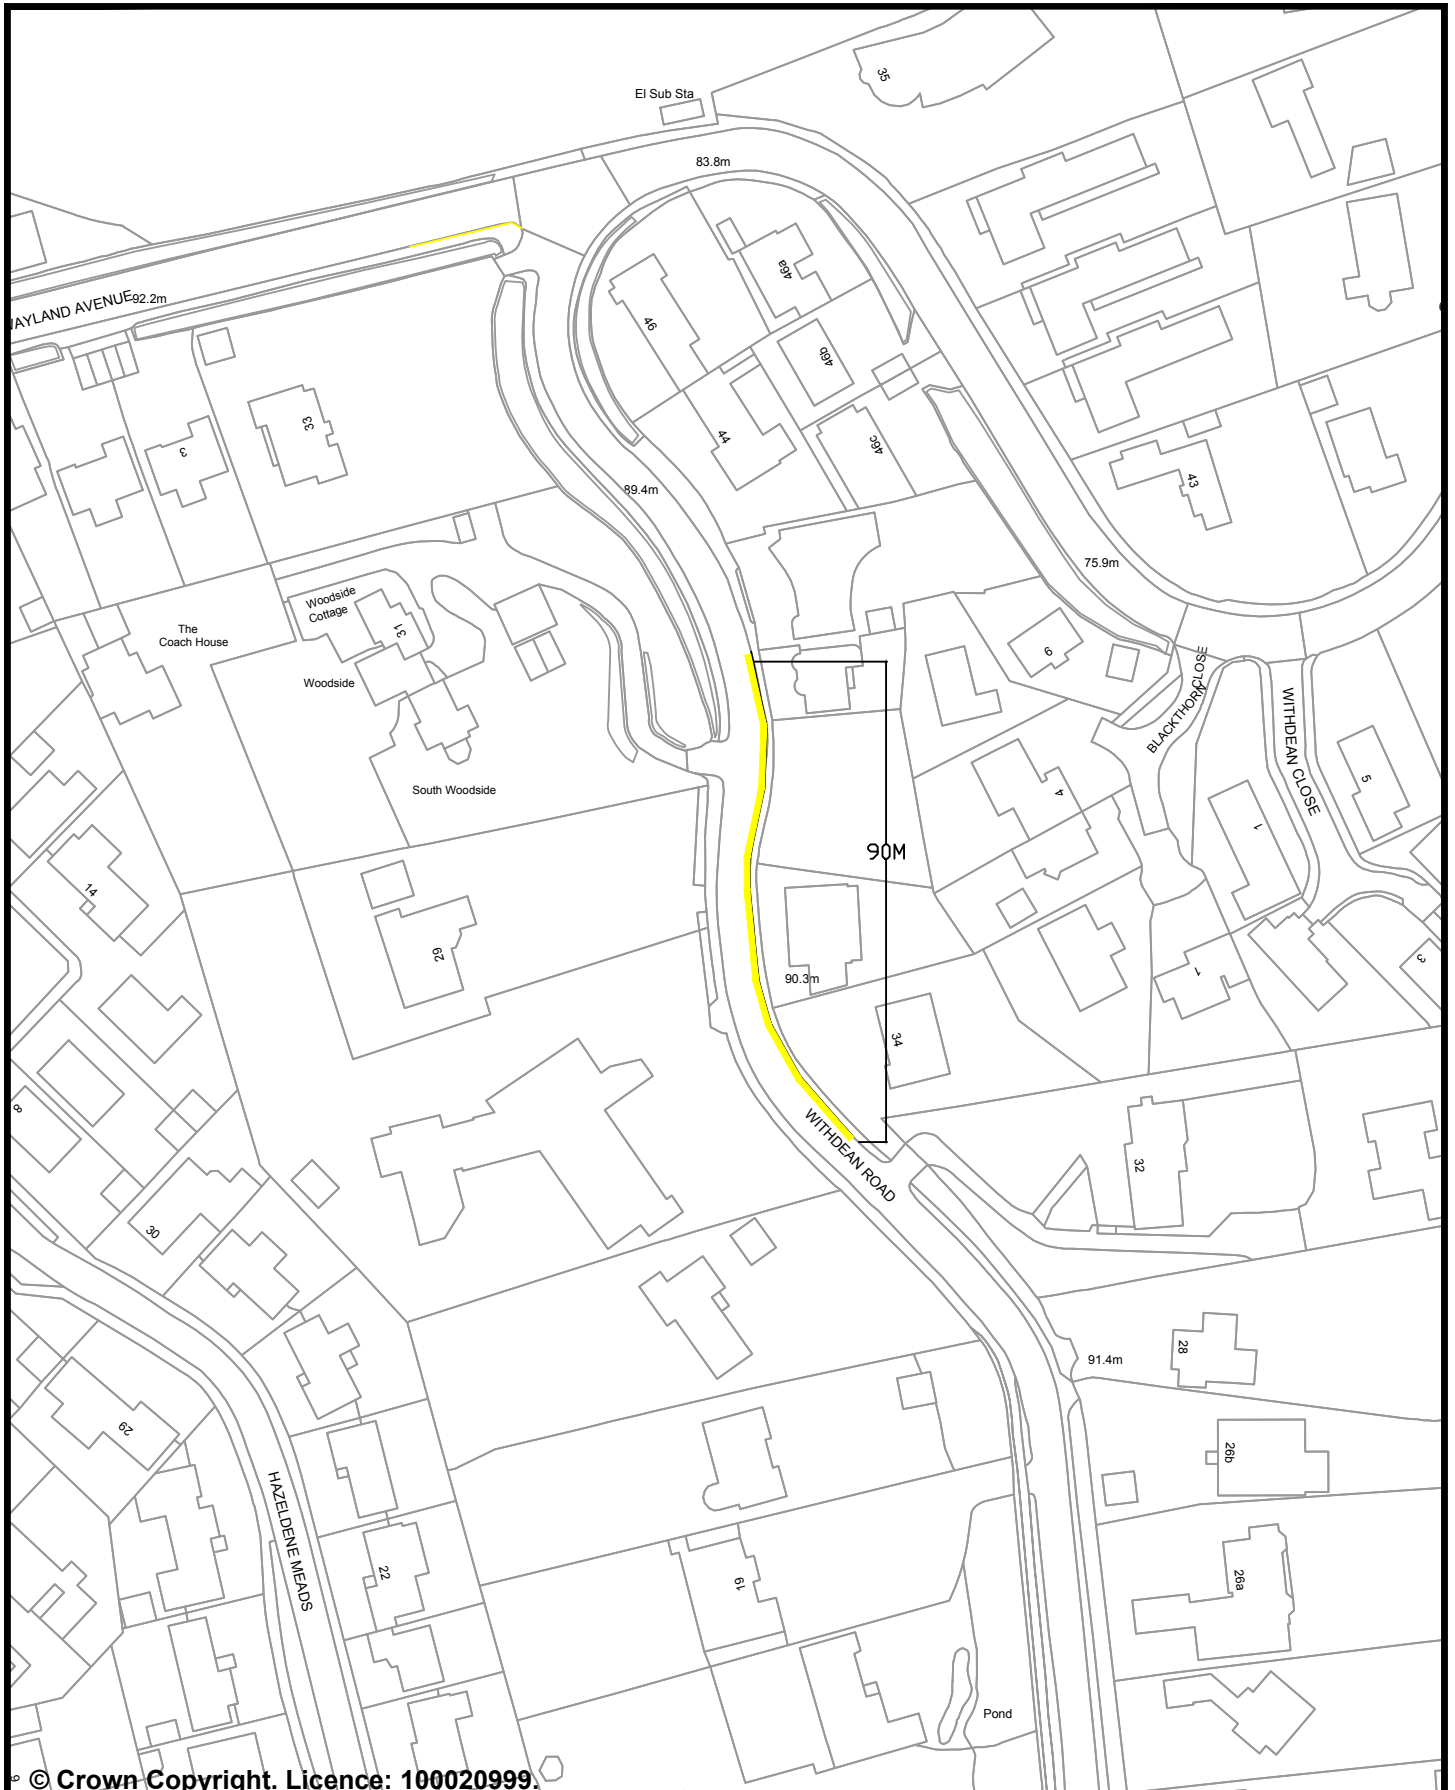 35
El Sub Sta
83.8m
46a
WAYLAND AVENUE
92.2m
46
46b
33
3
44
46c
43
89.4m
75.9m
Woodside
Cottage
31
The
Coach House
6
Woodside
BLACKTHORN CLOSE
WITHDEAN CLOSE
South Woodside
4
5
1
90M
14
29
90.3m
1
3
34
8
WITHDEAN ROAD
32
30
91.4m
28
29
26b
HAZELDENE MEADS
22
19
26a
Pond
© Crown Copyright. Licence: 100020999.